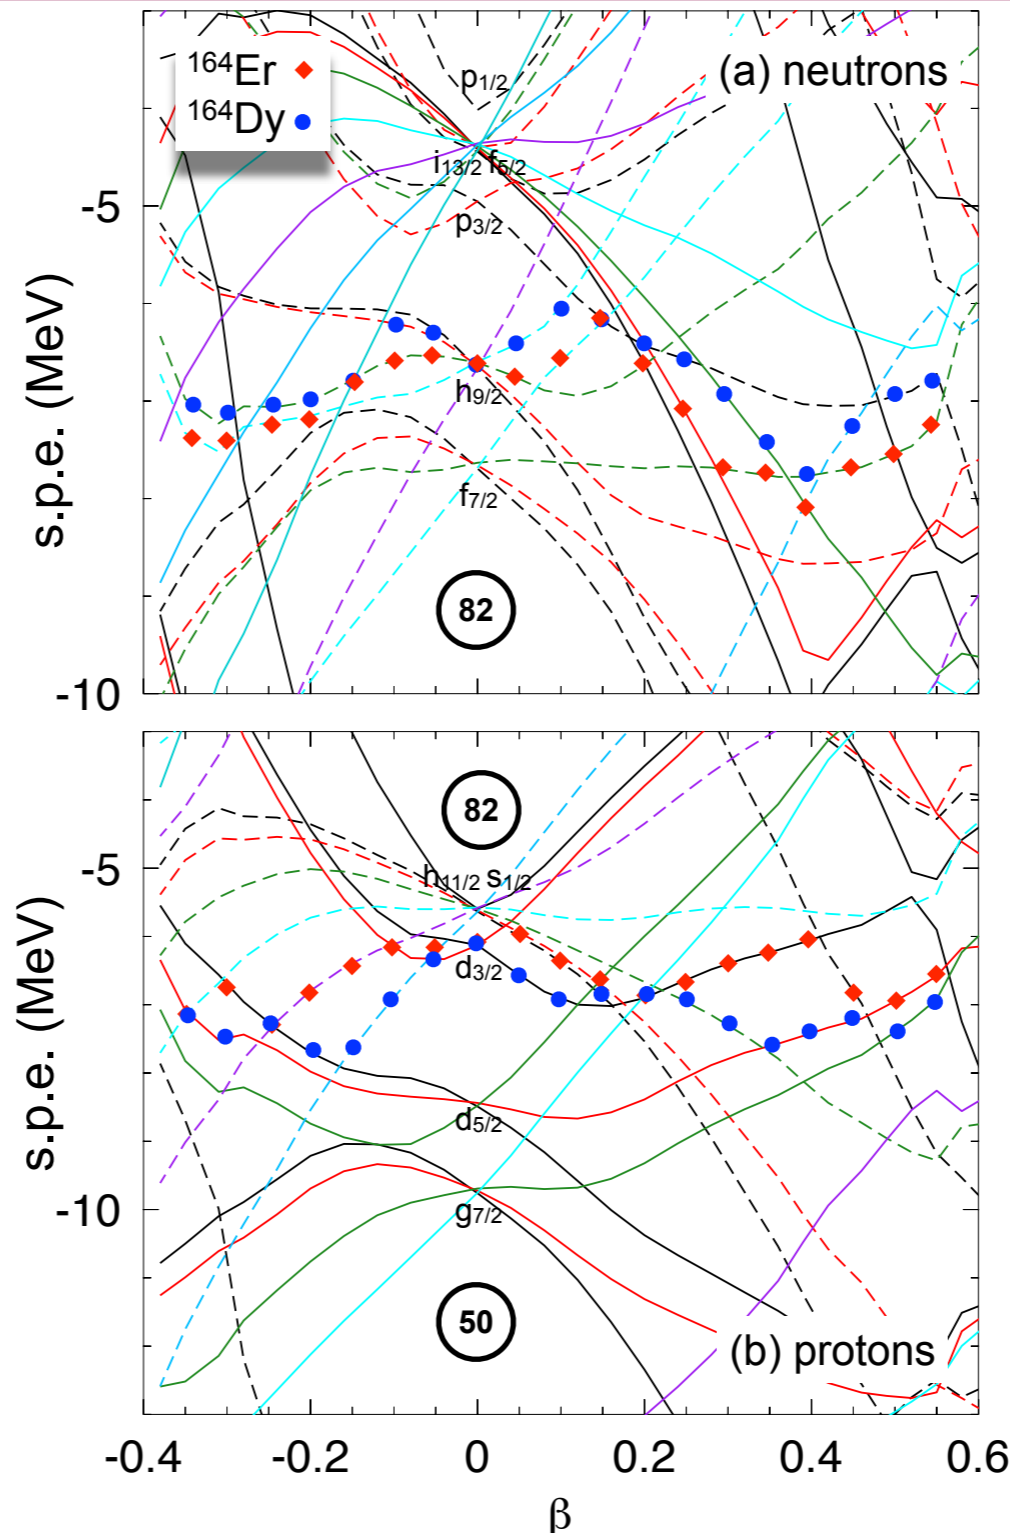 (a) neutrons
¹⁶⁴Er
¹⁶⁴Dy
p1/2
i13/2 f5/2
p3/2
h9/2
f7/2
82
-5
-10
s.p.e. (MeV)
82
h11/2 s1/2
d3/2
d5/2
g7/2
50
(b) protons
-5
-10
s.p.e. (MeV)
-0.4 -0.2 0 0.2 0.4 0.6
β